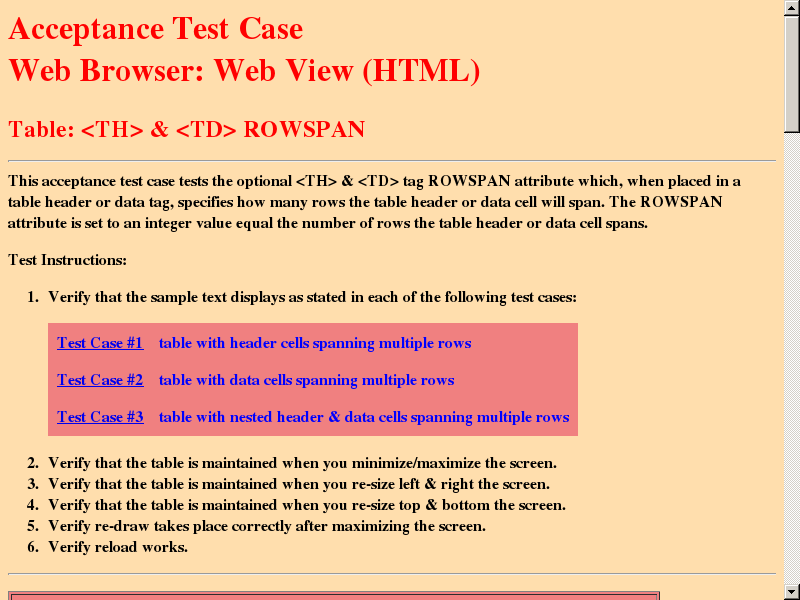 Acceptance Test Case
Web Browser: Web View (HTML)
Table: <TH> & <TD> ROWSPAN
This acceptance test case tests the optional <TH> & <TD> tag ROWSPAN attribute which, when placed in a
table header or data tag, specifies how many rows the table header or data cell will span. The ROWSPAN
attribute is set to an integer value equal the number of rows the table header or data cell spans.
Test Instructions:
1. Verify that the sample text displays as stated in each of the following test cases:
Test Case #1 table with header cells spanning multiple rows
Test Case #2 table with data cells spanning multiple rows
Test Case #3 table with nested header & data cells spanning multiple rows
2. Verify that the table is maintained when you minimize/maximize the screen.
3. Verify that the table is maintained when you re-size left & right the screen.
4. Verify that the table is maintained when you re-size top & bottom the screen.
5. Verify re-draw takes place correctly after maximizing the screen.
6. Verify reload works.